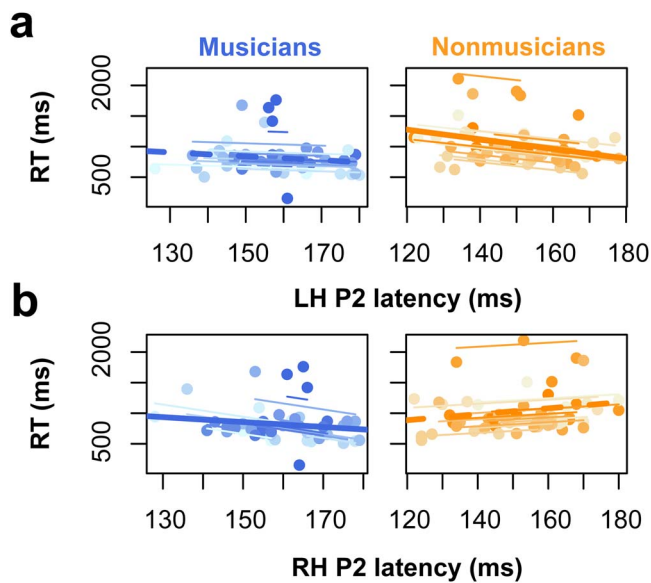 a
Musicians Nonmusicians
RT (ms)
2000
500
130 150 170 120 140 160 180
LH P2 latency (ms)
b
RT (ms)
2000
500
130 150 170 120 140 160 180
RH P2 latency (ms)